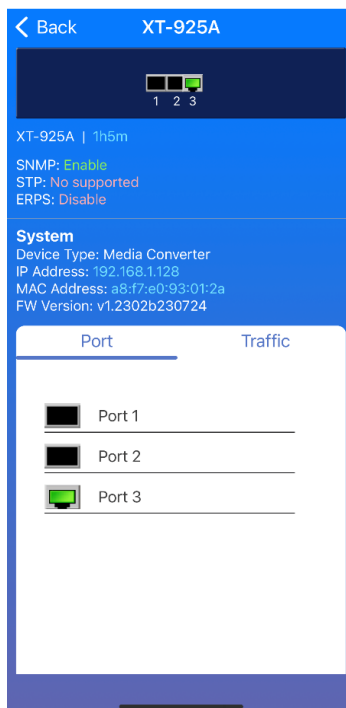 Back XT-925A
1 2 3
XT-925A | 1h5m
SNMP: Enable
STP: No supported
ERPS: Disable
System
Device Type: Media Converter
IP Address: 192.168.1.128
MAC Address: a8:f7:e0:93:01:2a
FW Version: v1.2302b230724
Port Traffic
Port 1
Port 2
Port 3